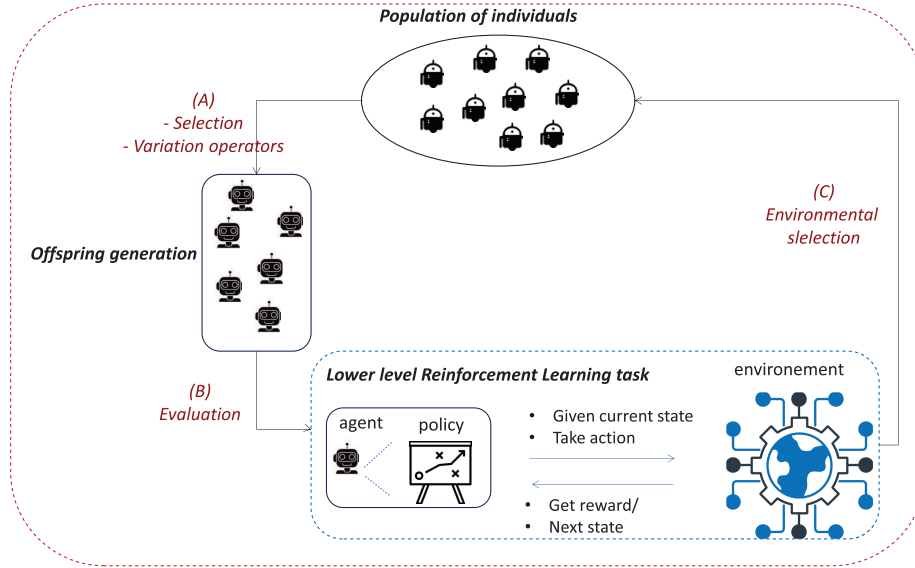 Population of individuals
(A)
- Selection
- Variation operators
Offspring generation
(C)
Environmental
slelection
(B)
Evaluation
Lower level Reinforcement Learning task
environement
agent
policy
• Given current state
• Take action
• Get reward/
• Next state